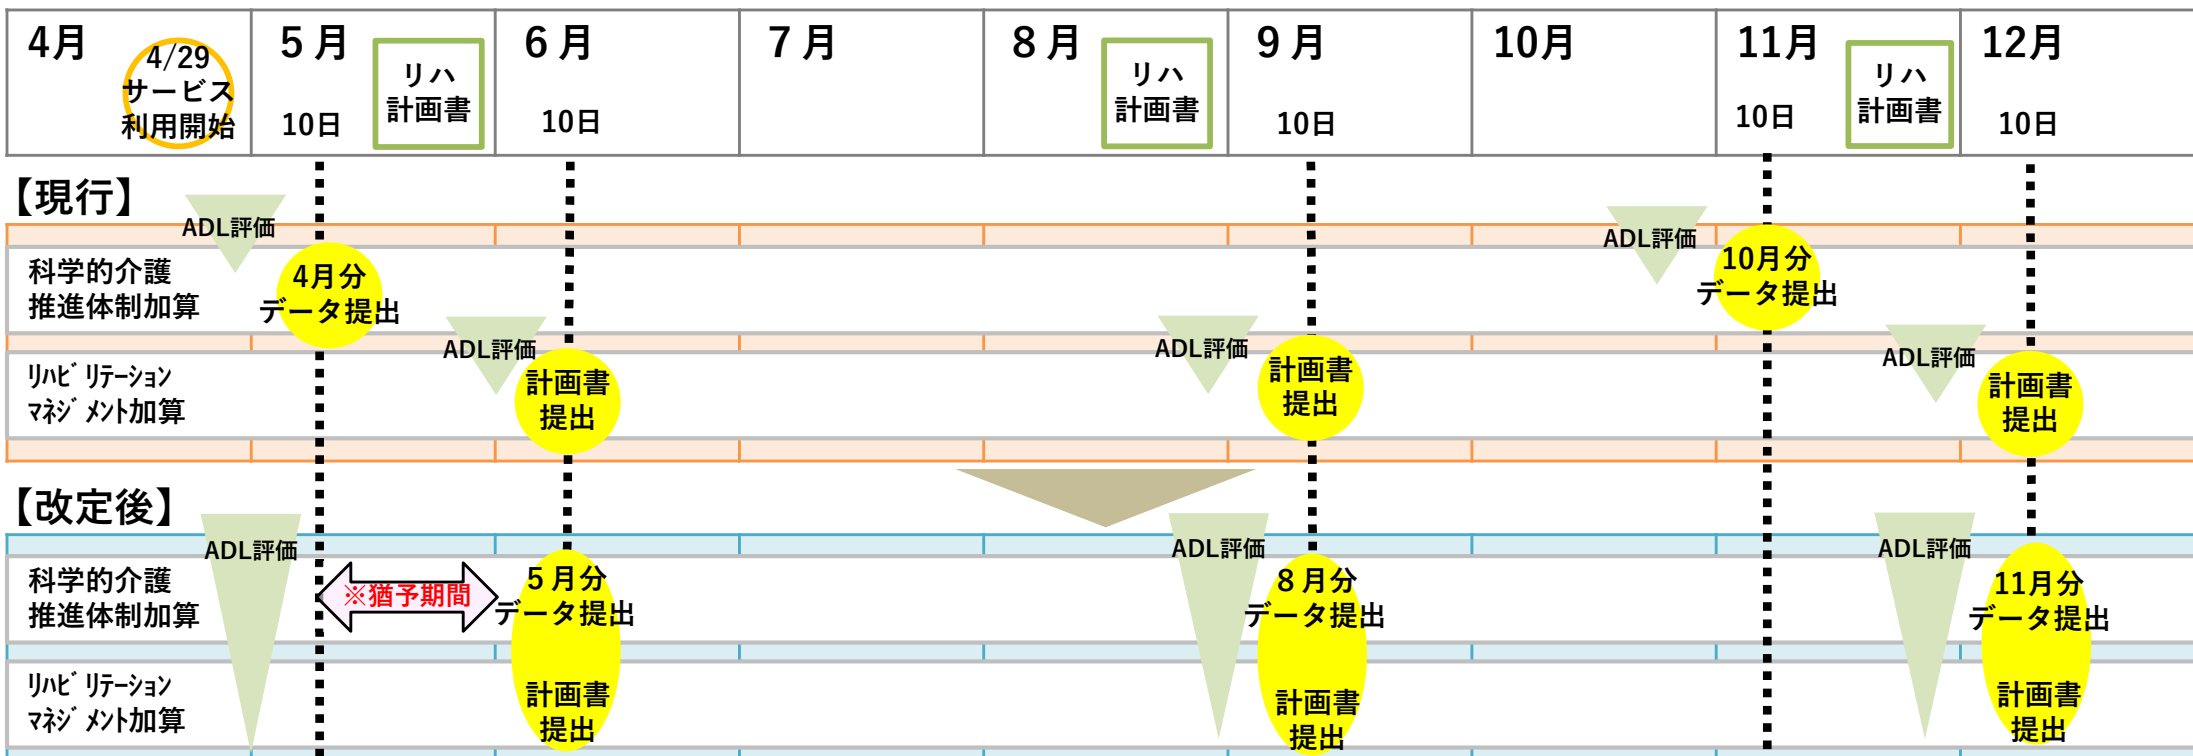 4月
4/29
サービス
利用開始
5月
10日
リハ
計画書
6月
10日
7月
8月
リハ
計画書
9月
10日
10月
11月
10日
リハ
計画書
12月
10日
【現行】
ADL評価
ADL評価
科学的介護
推進体制加算
4月分
データ提出
10月分
データ提出
ADL評価
ADL評価
ADL評価
リハビリテーション
マネジメント加算
計画書
提出
計画書
提出
計画書
提出
【改定後】
ADL評価
ADL評価
ADL評価
科学的介護
推進体制加算
※猶予期間
5月分
データ提出
8月分
データ提出
11月分
データ提出
リハビリテーション
マネジメント加算
計画書
提出
計画書
提出
計画書
提出